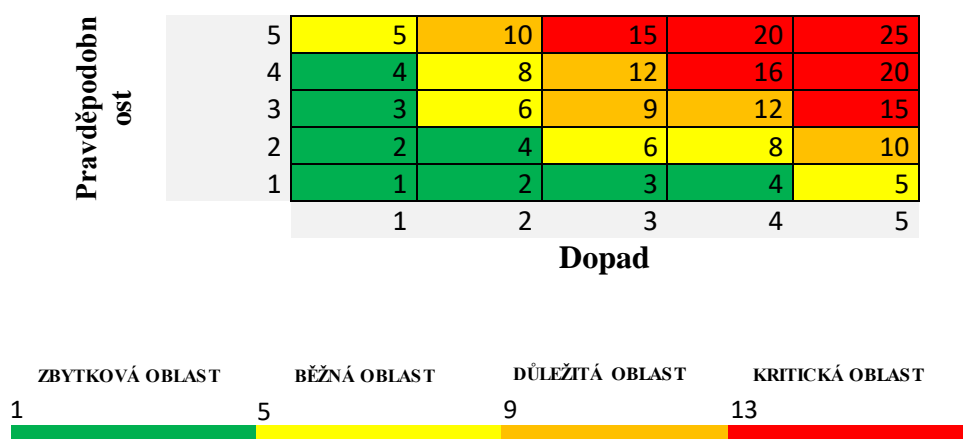 Pravděpodobn
ost
5 5 10 15 20 25
4 4 8 12 16 20
3 3 6 9 12 15
2 2 4 6 8 10
1 1 2 3 4 5
1 2 3 4 5
Dopad
ZBYTKOVÁ OBLAST BĚŽNÁ OBLAST DŮLEŽITÁ OBLAST KRITICKÁ OBLAST
1 5 9 13